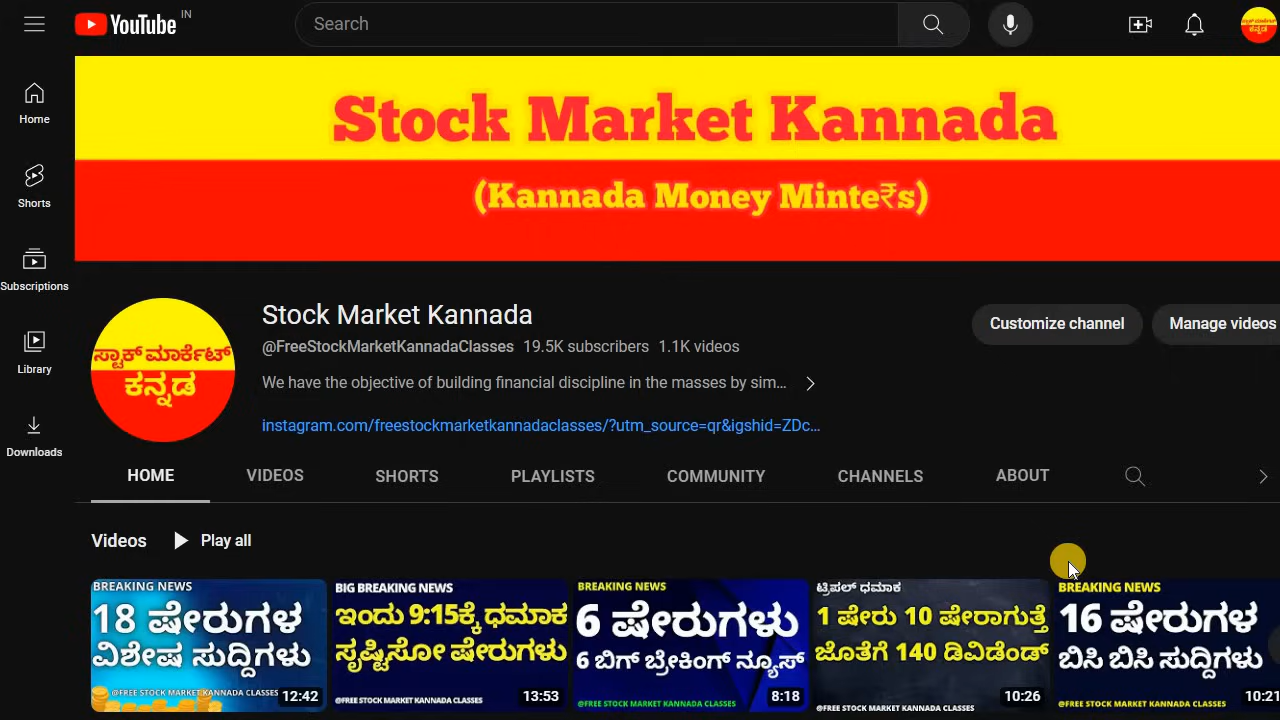 YouTube IN
Search
Home
Shorts
Subscriptions
Library
Downloads
Stock Market Kannada
(Kannada Money Minte₹s)
ಸ್ಟಾಕ್ ಮಾರ್ಕೆಟ್
ಕನ್ನಡ
Stock Market Kannada
@FreeStockMarketKannadaClasses 19.5K subscribers 1.1K videos
We have the objective of building financial discipline in the masses by sim...
instagram.com/freestockmarketkannadaclasses/?utm_source=qr&igshid=ZDc...
Customize channel
Manage videos
HOME VIDEOS SHORTS PLAYLISTS COMMUNITY CHANNELS ABOUT
Videos Play all
BREAKING NEWS
18 ಷೇರುಗಳ
ವಿಶೇಷ ಸುದ್ದಿಗಳು
@FREE STOCK MARKET KANNADA CLASSES
12:42
BIG BREAKING NEWS
ಇಂದು 9:15ಕ್ಕೆ ಧಮಾಕ
ಸೃಷ್ಟಿಸೋ ಷೇರುಗಳು
@FREE STOCK MARKET KANNADA CLASSES
13:53
BREAKING NEWS
6 ಷೇರುಗಳು
6 ಬಿಗ್ ಬ್ರೇಕಿಂಗ್ ನ್ಯೂಸ್
@FREE STOCK MARKET KANNADA CLASSES
8:18
ಟ್ರಿಪಲ್ ಧಮಾಕ
1 ಷೇರು 10 ಷೇರಾಗುತ್ತೆ
ಜೊತೆಗೆ 140 ಡಿವಿಡೆಂಡ್
@FREE STOCK MARKET KANNADA CLASSES
10:26
BREAKING NEWS
16 ಷೇರುಗಳ
ಬಿಸಿ ಬಿಸಿ ಸುದ್ದಿಗಳು
@FREE STOCK MARKET KANNADA CLASSES
10:21